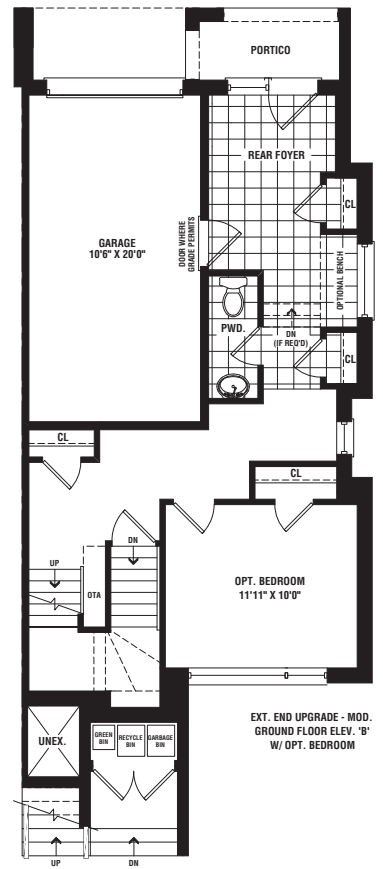 PORTICO
REAR FOYER
CL
GARAGE
10'6" X 20'0"
DOOR WHERE
GRADE PERMITS
OPTIONAL BENCH
PWD.
DN
(IF REQ'D)
CL
CL
CL
DN
UP
OTA
OPT. BEDROOM
11'11" X 10'0"
EXT. END UPGRADE - MOD.
GROUND FLOOR ELEV. 'B'
W/ OPT. BEDROOM
UNEX.
GREEN
BIN
RECYCLE
BIN
GARBAGE
BIN
UP
DN